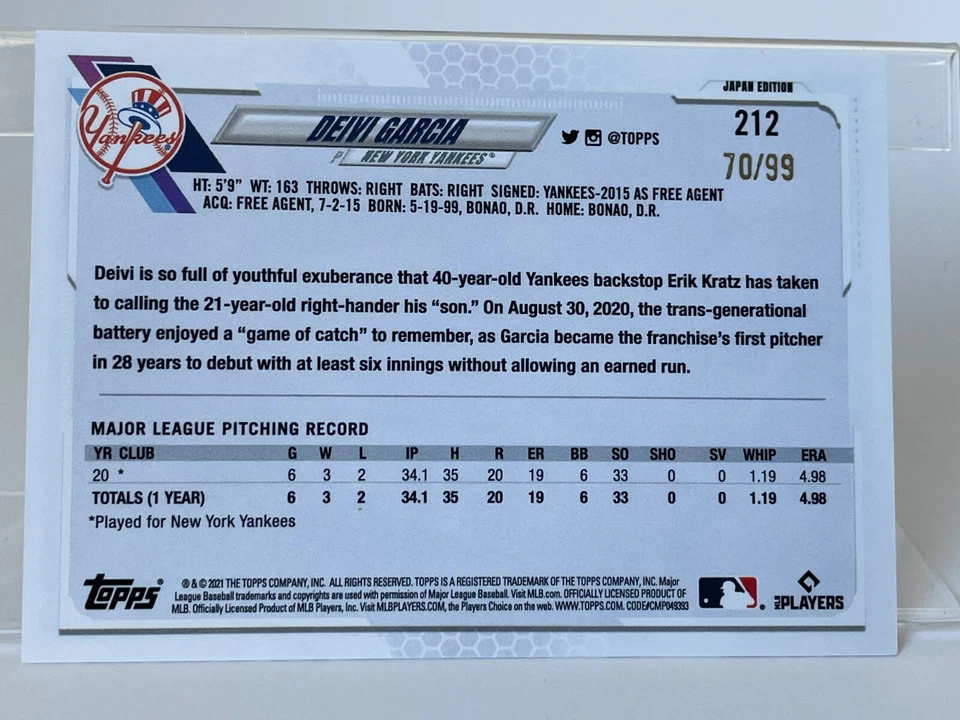 Yankees
JAPAN EDITION
DEIVI GARCIA
P NEW YORK YANKEES®
@TOPPS
212
70/99
HT: 5'9" WT: 163 THROWS: RIGHT BATS: RIGHT SIGNED: YANKEES-2015 AS FREE AGENT
ACQ: FREE AGENT, 7-2-15 BORN: 5-19-99, BONAO, D.R. HOME: BONAO, D.R.
Deivi is so full of youthful exuberance that 40-year-old Yankees backstop Erik Kratz has taken
to calling the 21-year-old right-hander his “son.” On August 30, 2020, the trans-generational
battery enjoyed a “game of catch” to remember, as Garcia became the franchise’s first pitcher
in 28 years to debut with at least six innings without allowing an earned run.
MAJOR LEAGUE PITCHING RECORD
YR CLUB G W L IP H R ER BB SO SHO SV WHIP ERA
20 * 6 3 2 34.1 35 20 19 6 33 0 0 1.19 4.98
TOTALS (1 YEAR) 6 3 2 34.1 35 20 19 6 33 0 0 1.19 4.98
*Played for New York Yankees
topps®
® & © 2021 THE TOPPS COMPANY, INC. ALL RIGHTS RESERVED. TOPPS IS A REGISTERED TRADEMARK OF THE TOPPS COMPANY, INC. Major
League Baseball trademarks and copyrights are used with permission of Major League Baseball. Visit MLB.com. OFFICIALLY LICENSED PRODUCT OF
MLB. Officially Licensed Product of MLB Players, Inc. Visit MLBPLAYERS.COM, the Players Choice on the web. WWW.TOPPS.COM. CODE#CMP049393
MLB PLAYERS